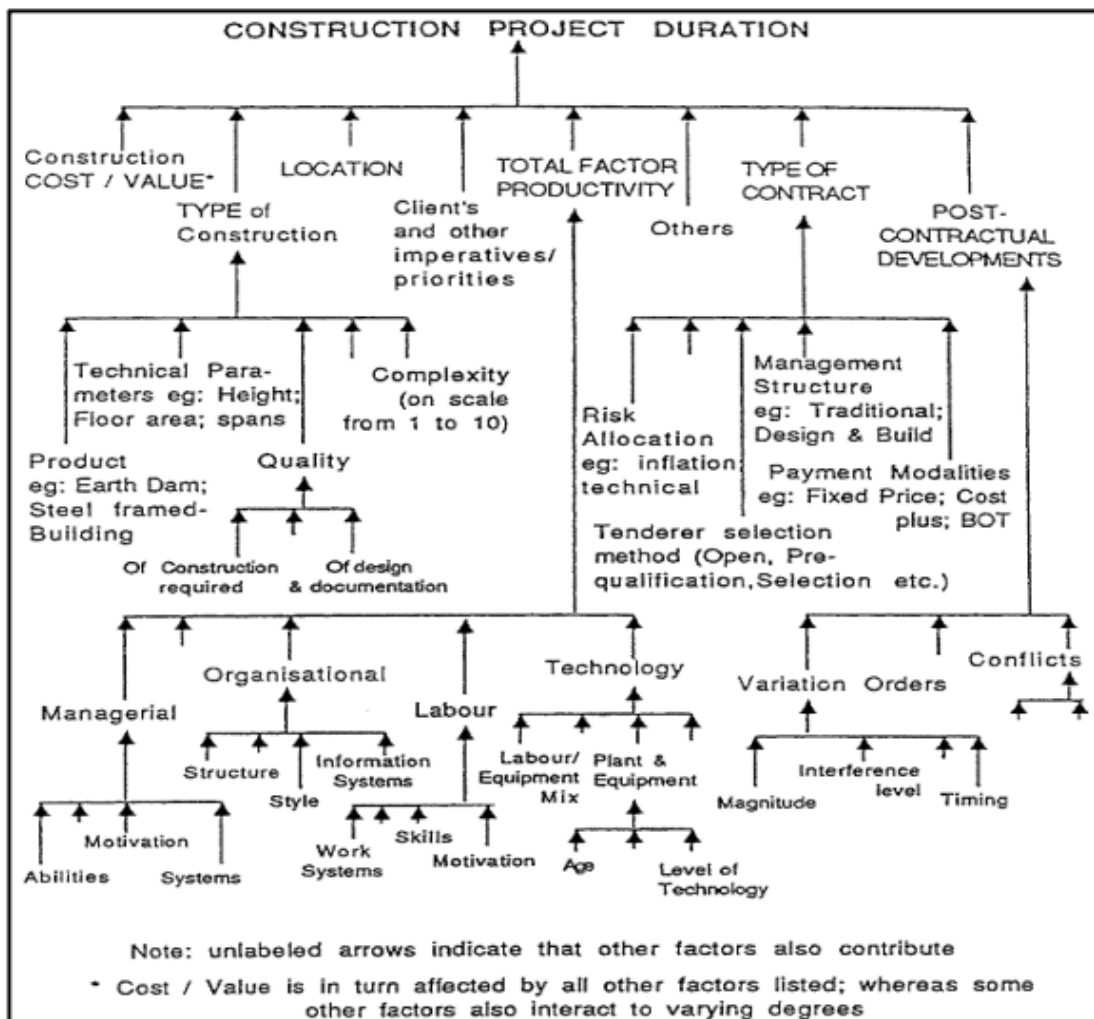 CONSTRUCTION PROJECT DURATION
Construction
COST / VALUE*
TYPE of
Construction
LOCATION
Client's
and other
imperatives/
priorities
TOTAL FACTOR
PRODUCTIVITY
Others
TYPE OF
CONTRACT
POST-
CONTRACTUAL
DEVELOPMENTS
Technical Para-
meters eg: Height;
Floor area; spans
Complexity
(on scale
from 1 to 10)
Product
eg: Earth Dam;
Steel framed-
Building
Quality
Of Construction
required
Of design
& documentation
Risk
Allocation
eg: inflation;
technical
Management
Structure
eg: Traditional;
Design & Build
Payment Modalities
eg: Fixed Price; Cost
plus; BOT
Tenderer selection
method (Open, Pre-
qualification,Selection etc.)
Managerial
Organisational
Labour
Technology
Variation Orders
Conflicts
Abilities
Motivation
Systems
Structure
Style
Information
Systems
Work
Systems
Skills
Motivation
Labour/
Equipment
Mix
Plant &
Equipment
Age
Level of
Technology
Magnitude
Interference
level
Timing
Note: unlabeled arrows indicate that other factors also contribute
* Cost / Value is in turn affected by all other factors listed; whereas some
other factors also interact to varying degrees